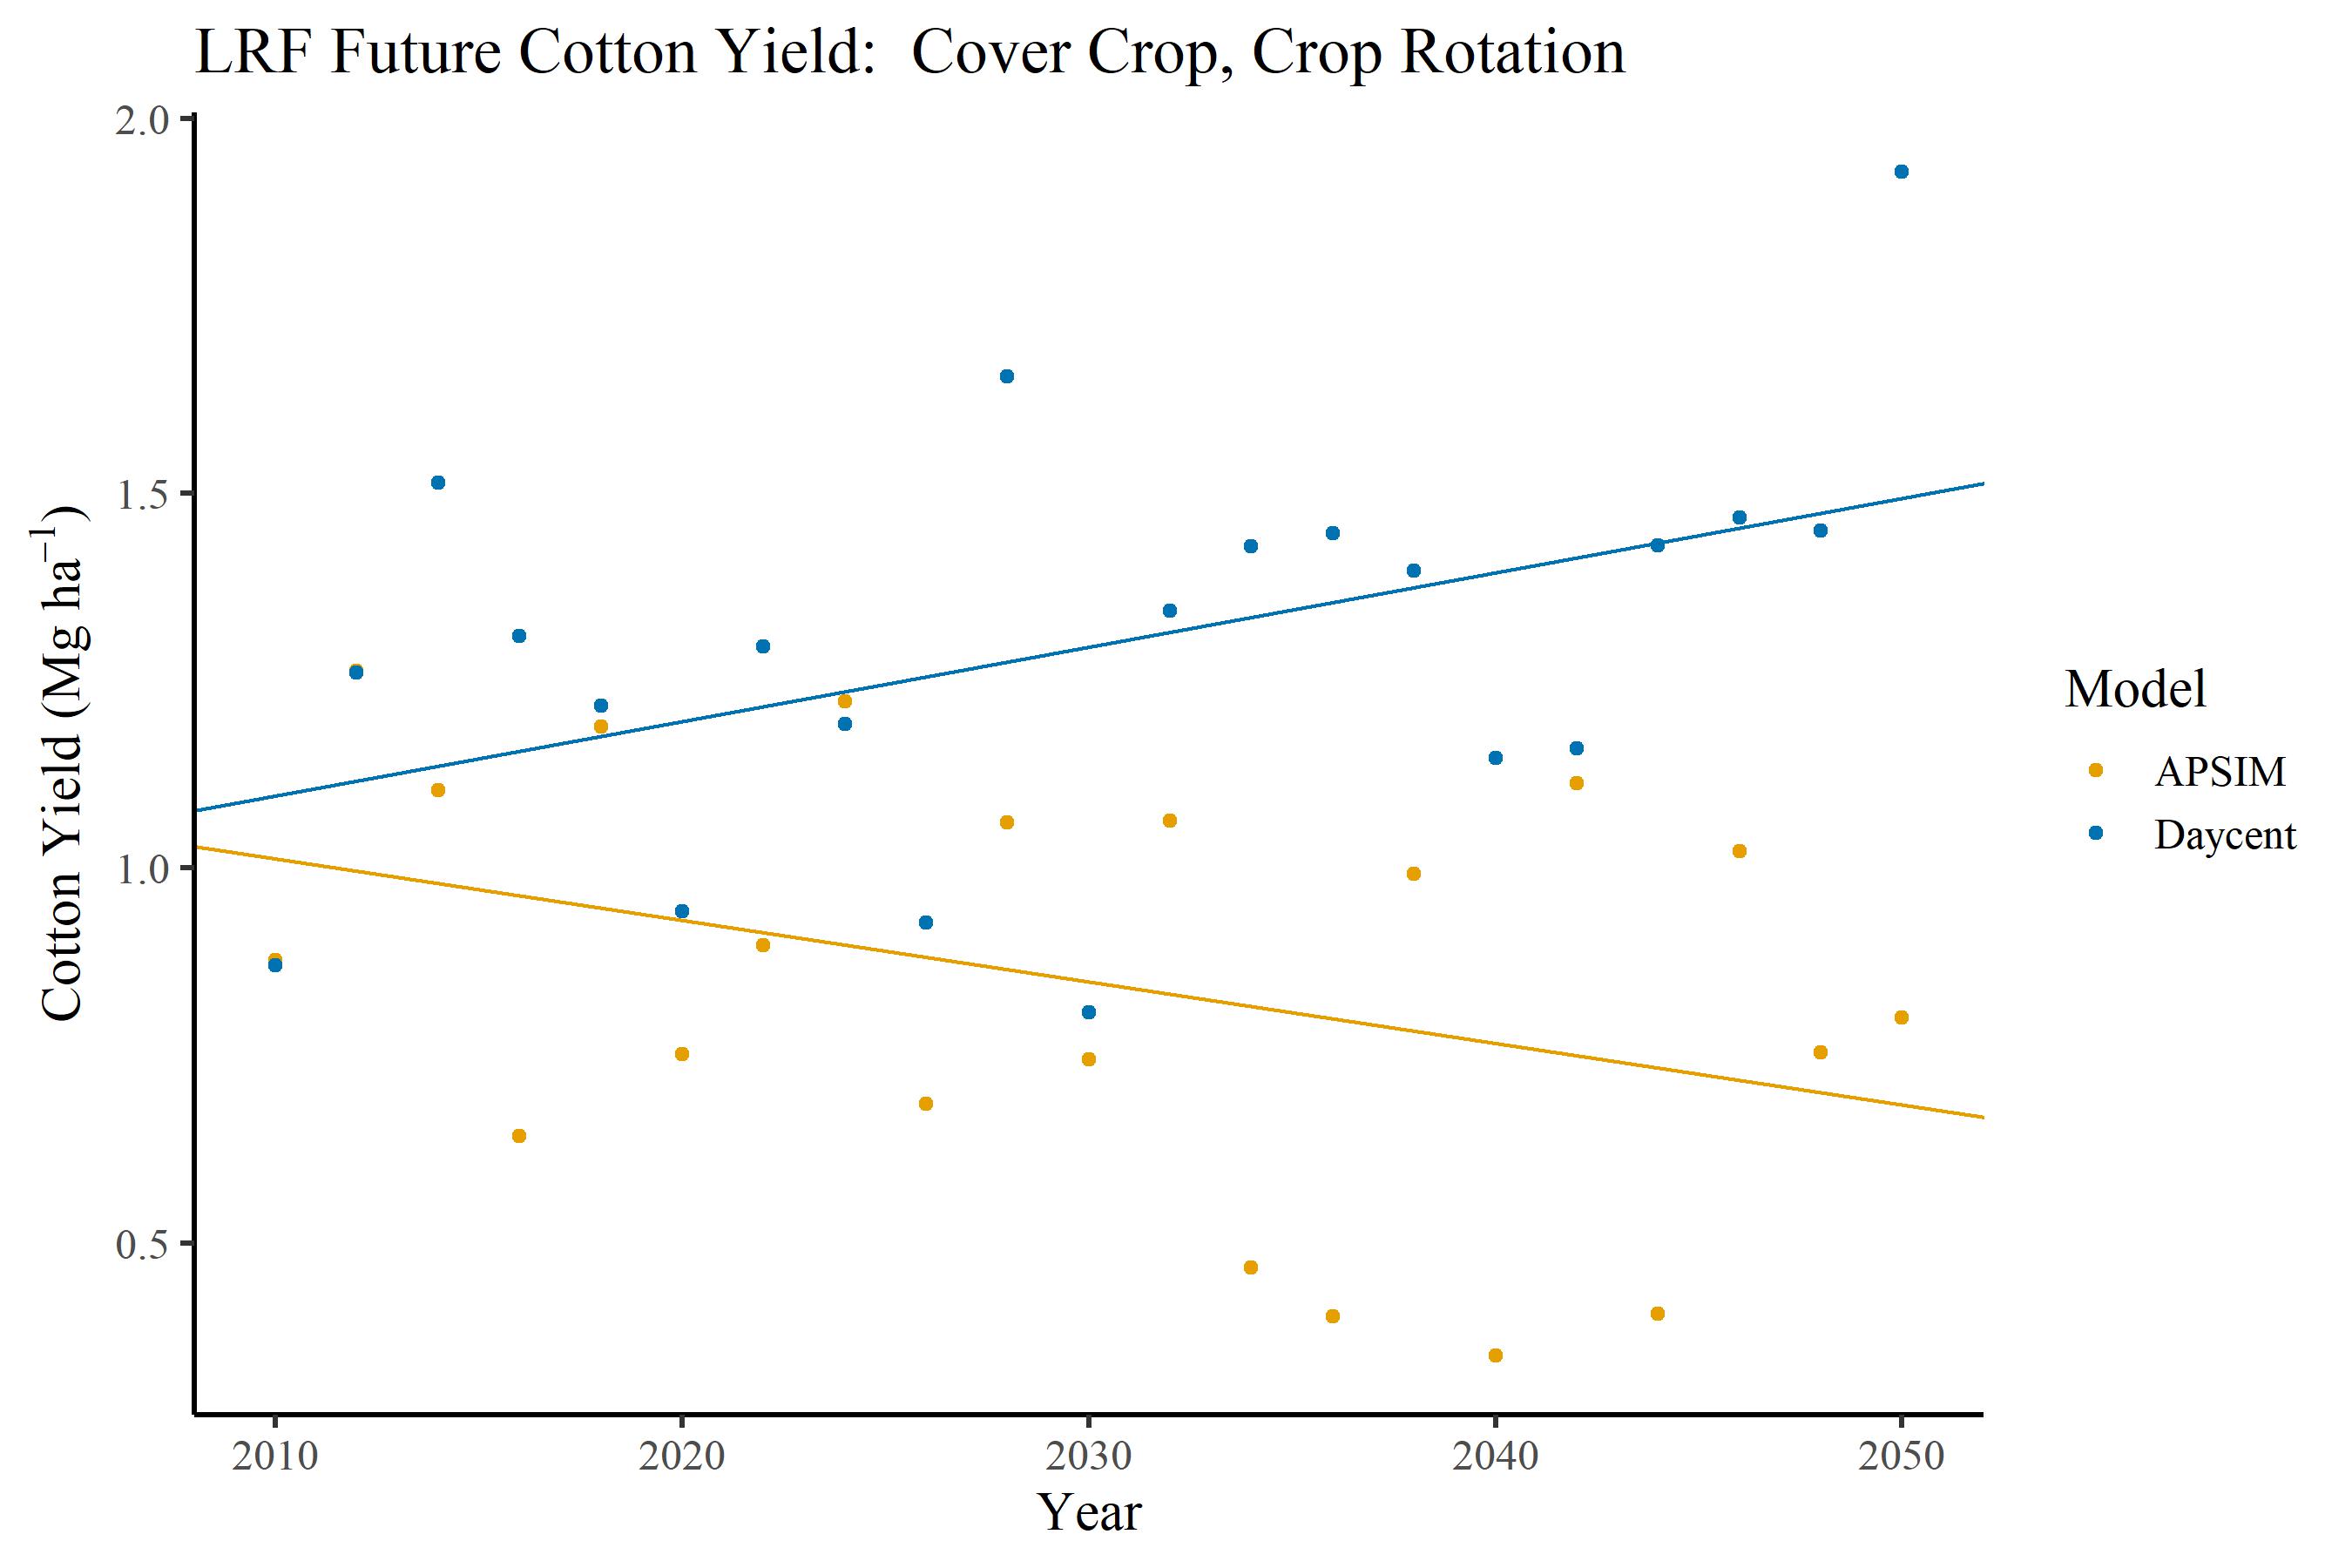 LRF Future Cotton Yield:  Cover Crop, Crop Rotation
2.0
1.5
1.0
0.5
Cotton Yield (Mg ha⁻¹)
2010 2020 2030 2040 2050
Year
Model
APSIM
Daycent